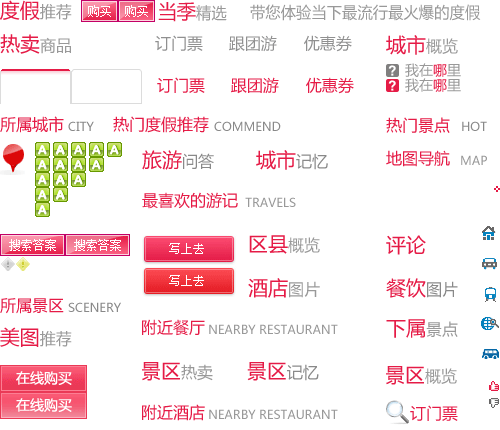 度假推荐 购买 购买 当季精选 带您体验当下最流行最火爆的度假
热卖商品 订门票 跟团游 优惠券 城市概览
? 我在哪里
订门票 跟团游 优惠券 ? 我在哪里
所属城市 CITY 热门度假推荐 COMMEND 热门景点 HOT
A A A A A A
旅游问答 城市记忆 地图导航 MAP
A A A A A
A A A A
A A
最喜欢的游记 TRAVELS
A
搜索答案 搜索答案 写上去 区县概览 评论
写上去 酒店图片 餐饮图片
所属景区 SCENERY
附近餐厅 NEARBY RESTAURANT 下属景点
美图推荐
景区热卖 景区记忆 景区概览
在线购买
在线购买 附近酒店 NEARBY RESTAURANT 订门票